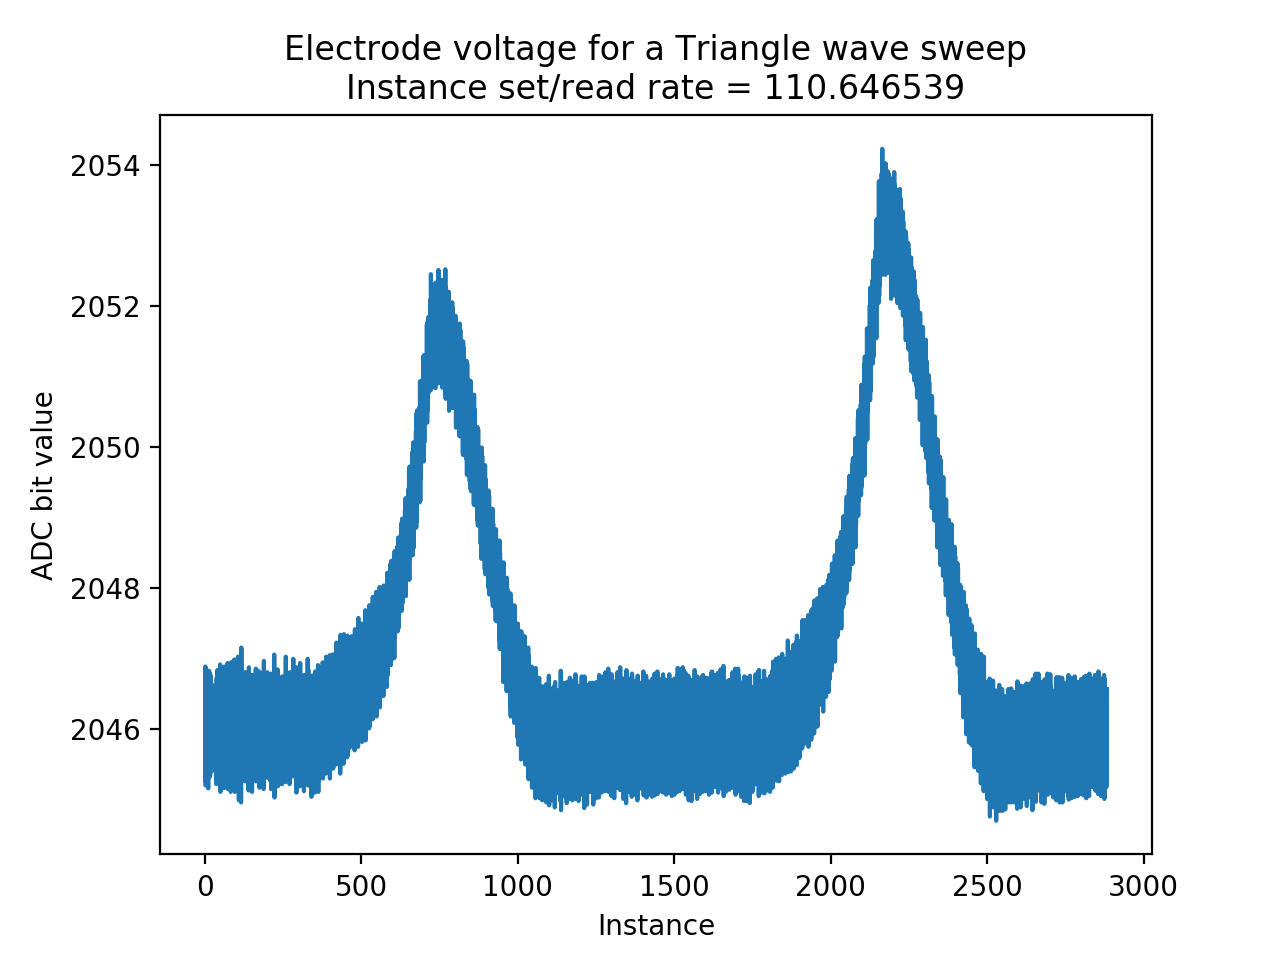 Electrode voltage for a Triangle wave sweep
Instance set/read rate = 110.646539
2054
2052
2050
2048
2046
ADC bit value
0 500 1000 1500 2000 2500 3000
Instance